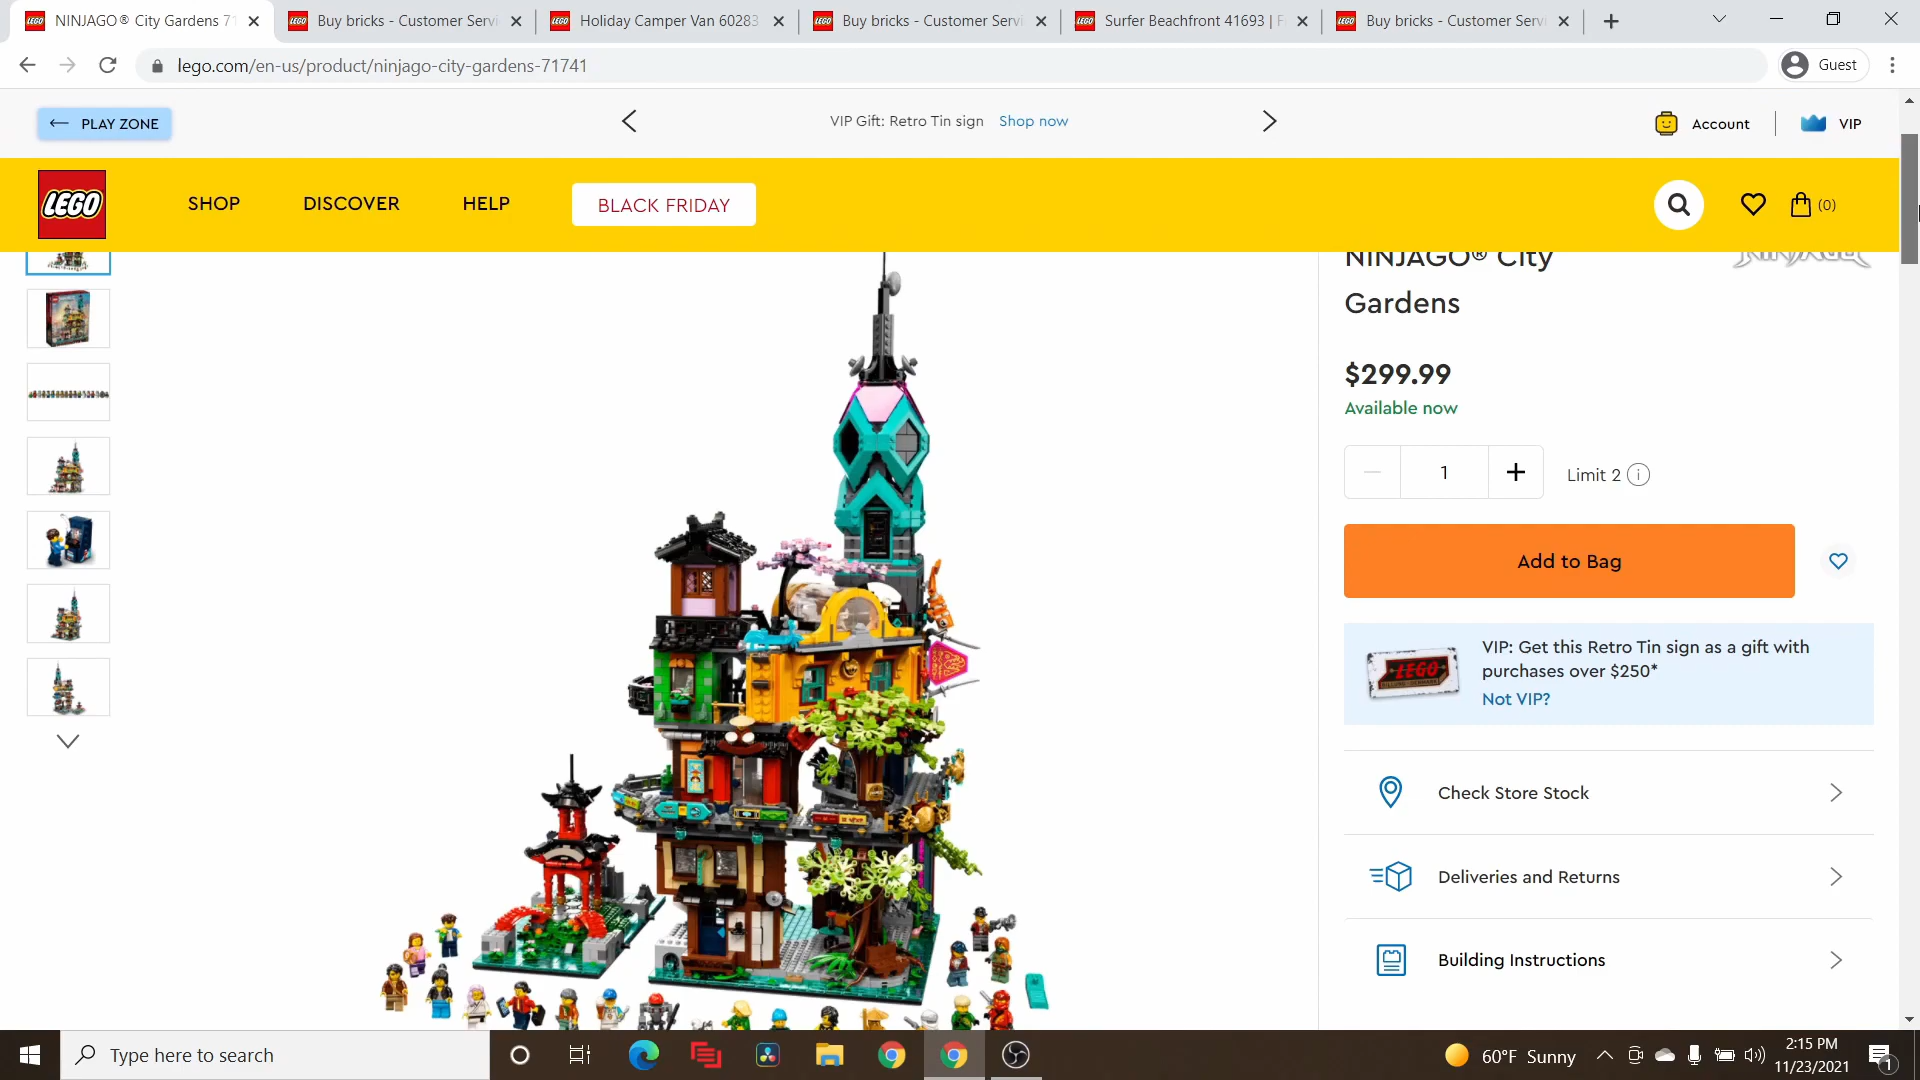 NINJAGO® City Gardens 71
Buy bricks - Customer Servi
Holiday Camper Van 60283
Buy bricks - Customer Servi
Surfer Beachfront 41693 | F
Buy bricks - Customer Serv
lego.com/en-us/product/ninjago-city-gardens-71741
Guest
PLAY ZONE
VIP Gift: Retro Tin sign Shop now
Account
VIP
LEGO
SHOP
DISCOVER
HELP
BLACK FRIDAY
(0)
NINJAGO® City
Gardens
NINJAGO
$299.99
Available now
1
Limit 2
Add to Bag
LEGO
VIP: Get this Retro Tin sign as a gift with
purchases over $250*
Not VIP?
Check Store Stock
Deliveries and Returns
Building Instructions
Type here to search
60°F Sunny
2:15 PM
11/23/2021
1